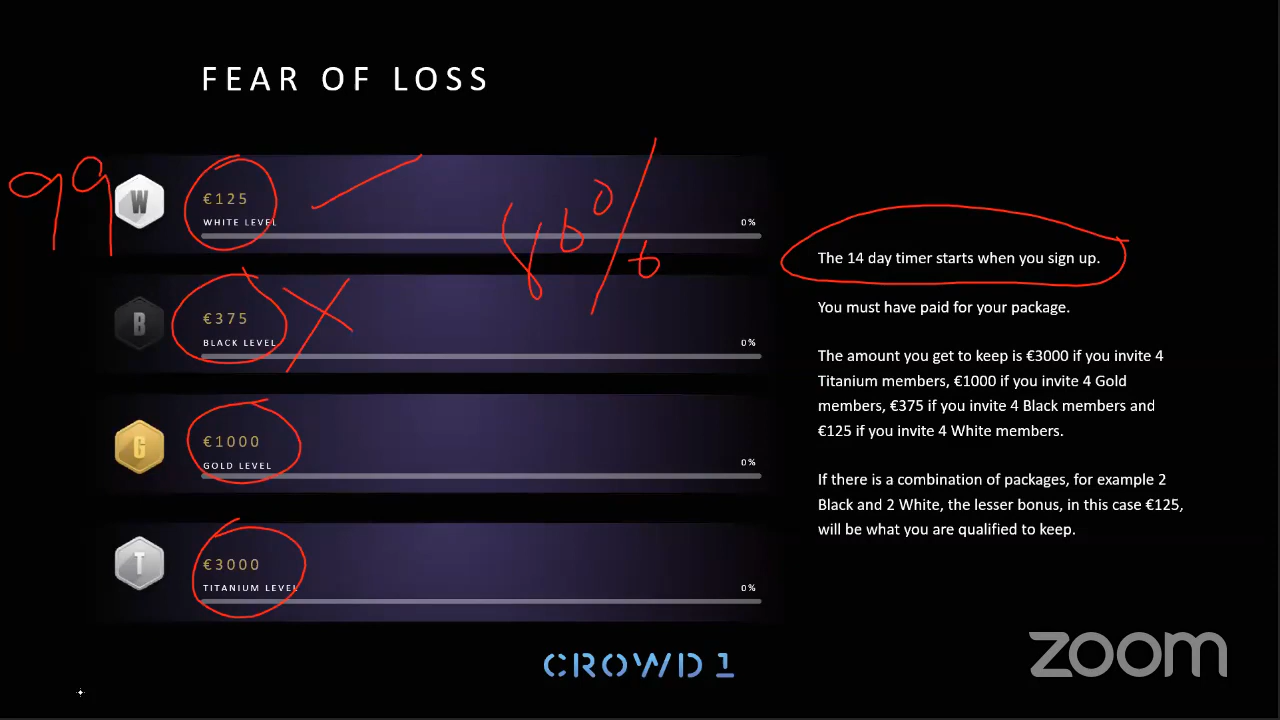 FEAR OF LOSS
99
W
€125
WHITE LEVEL
0%
B
€375
BLACK LEVEL
0%
G
€1000
GOLD LEVEL
0%
T
€3000
TITANIUM LEVEL
0%
The 14 day timer starts when you sign up.
You must have paid for your package.
The amount you get to keep is €3000 if you invite 4
Titanium members, €1000 if you invite 4 Gold
members, €375 if you invite 4 Black members and
€125 if you invite 4 White members.
If there is a combination of packages, for example 2
Black and 2 White, the lesser bonus, in this case €125,
will be what you are qualified to keep.
CROWD 1
zoom